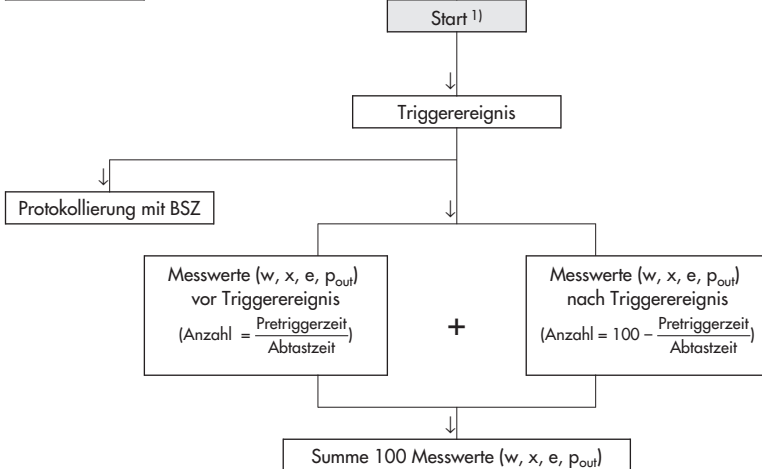 Start 1)
Triggerereignis
Protokollierung mit BSZ
Messwerte (w, x, e, pout)
vor Triggerereignis
(Anzahl = Pretriggerzeit / Abtastzeit)
+
Messwerte (w, x, e, pout)
nach Triggerereignis
(Anzahl = 100 – Pretriggerzeit / Abtastzeit)
Summe 100 Messwerte (w, x, e, pout)